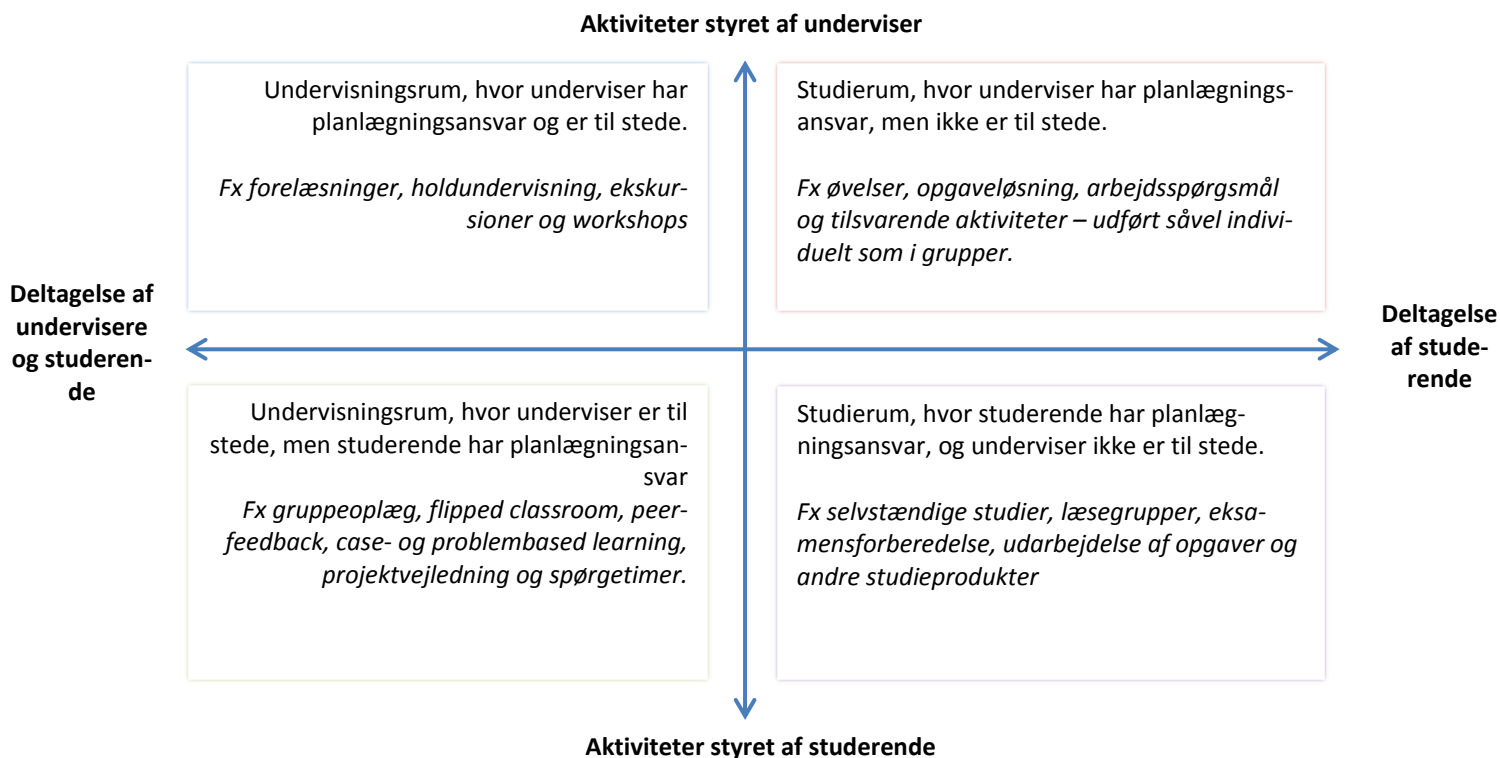 Aktiviteter styret af underviser
Undervisningsrum, hvor underviser har
planlægningsansvar og er til stede.
Fx forelæsninger, holdundervisning, ekskur-
sioner og workshops
Studierum, hvor underviser har planlægnings-
ansvar, men ikke er til stede.
Fx øvelser, opgaveløsning, arbejdsspørgsmål
og tilsvarende aktiviteter – udført såvel indivi-
duelt som i grupper.
Deltagelse af
undervisere
og studeren-
de
Deltagelse
af stude-
rende
Undervisningsrum, hvor underviser er til
stede, men studerende har planlægningsan-
svar
Fx gruppeoplæg, flipped classroom, peer-
feedback, case- og problembased learning,
projektvejledning og spørgetimer.
Studierum, hvor studerende har planlæg-
ningsansvar, og underviser ikke er til stede.
Fx selvstændige studier, læsegrupper, eksa-
mensforberedelse, udarbejdelse af opgaver og
andre studieprodukter
Aktiviteter styret af studerende